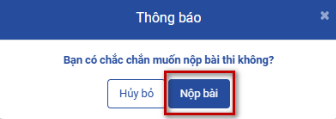 Thông báo
Bạn có chắc chắn muốn nộp bài thi không?
Hủy bỏ
Nộp bài